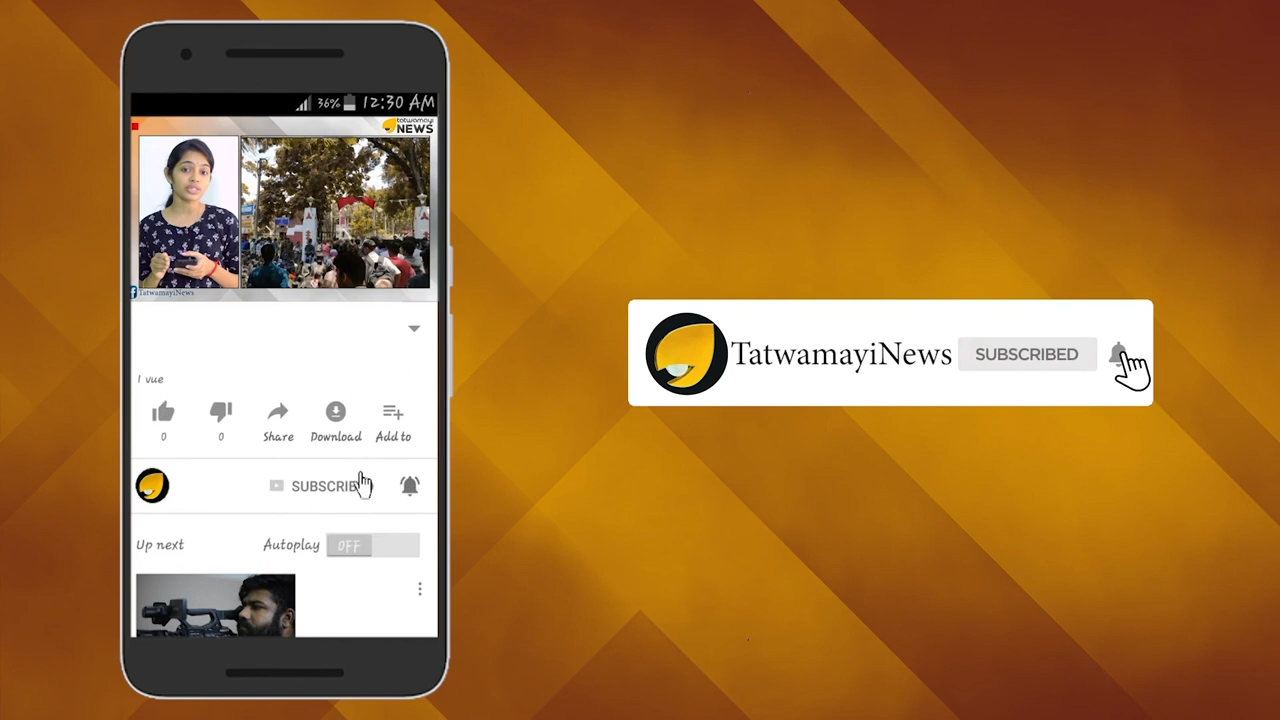 36% 12:30 AM
tatwamayi
NEWS
TatwamayiNews
1 vue
0 0 Share Download Add to
SUBSCRIB
Up next Autoplay OFF
TatwamayiNews SUBSCRIBED